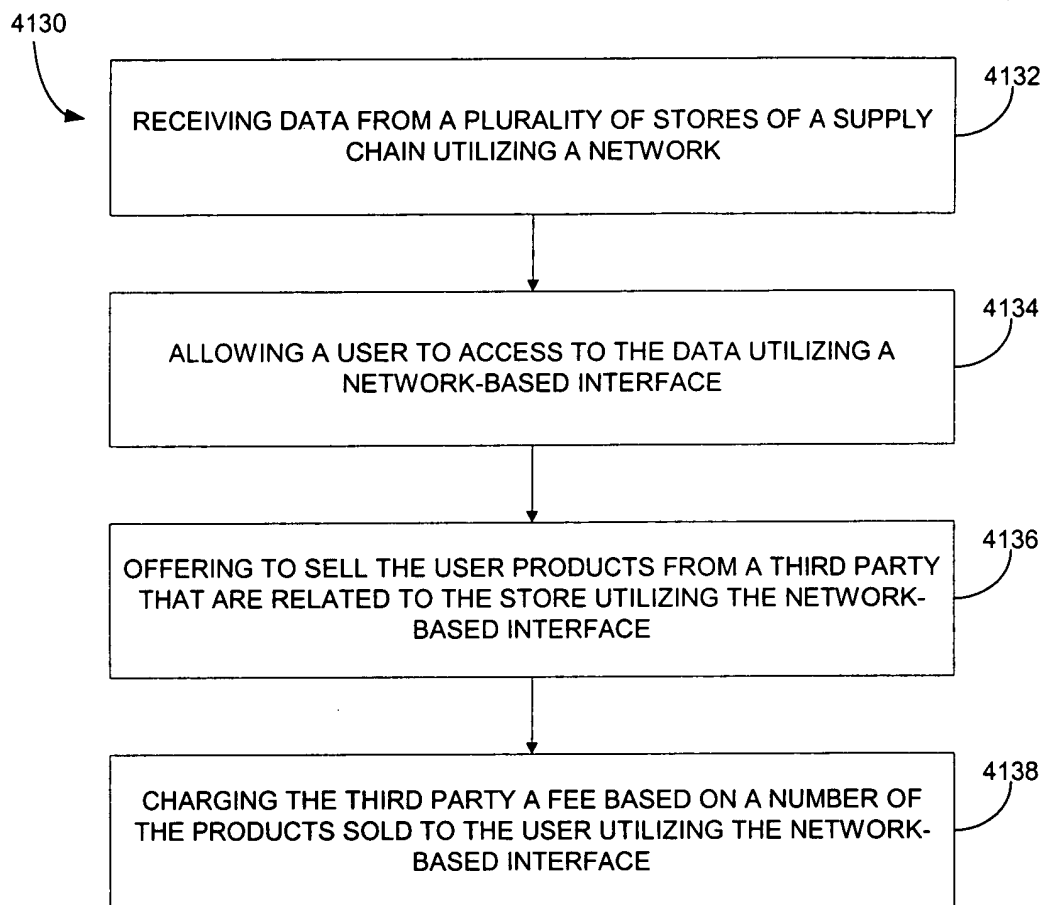 4130
4132
RECEIVING DATA FROM A PLURALITY OF STORES OF A SUPPLY
CHAIN UTILIZING A NETWORK
4134
ALLOWING A USER TO ACCESS TO THE DATA UTILIZING A
NETWORK-BASED INTERFACE
4136
OFFERING TO SELL THE USER PRODUCTS FROM A THIRD PARTY
THAT ARE RELATED TO THE STORE UTILIZING THE NETWORK-
BASED INTERFACE
4138
CHARGING THE THIRD PARTY A FEE BASED ON A NUMBER OF
THE PRODUCTS SOLD TO THE USER UTILIZING THE NETWORK-
BASED INTERFACE